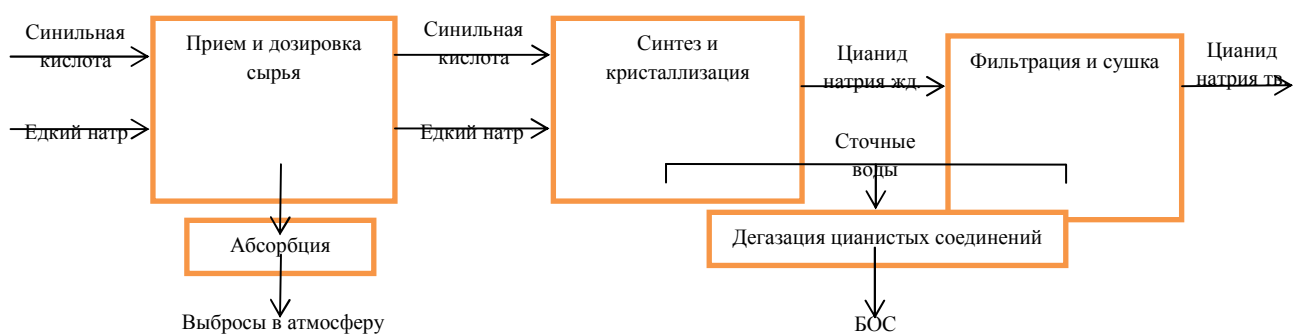 Синильная
кислота
Прием и дозировка
сырья
Синильная
кислота
Синтез и
кристаллизация
Цианид
натрия жд.
Фильтрация и сушка
Цианид
натрия тв.
Едкий натр
Едкий натр
Сточные
воды
Абсорбция
Дегазация цианистых соединений
Выбросы в атмосферу
БОС